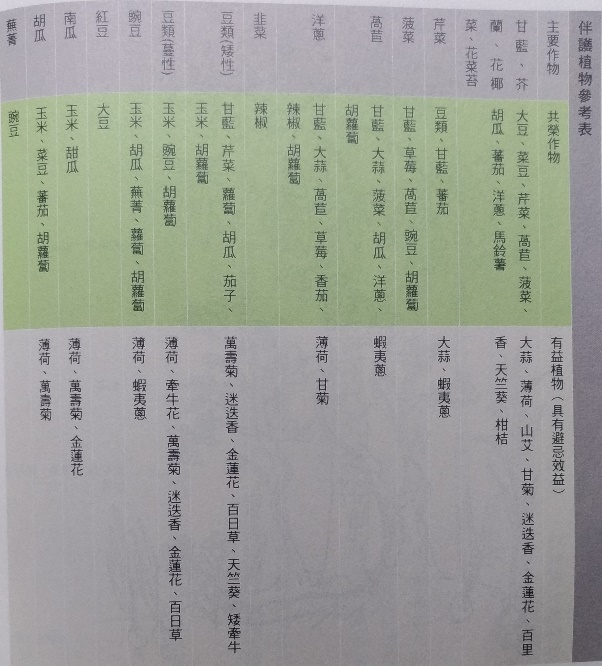 伴護植物參考表
主要作物
共榮作物
有益植物(具有避忌效益)
甘藍、芥
蘭、花椰
菜、花菜苔
大豆、菜豆、芹菜、萵苣、菠菜、
胡瓜、蕃茄、洋蔥、馬鈴薯
大蒜、薄荷、山艾、甘菊、迷迭香、金蓮花、百里
香、天竺葵、柑桔
芹菜
豆類、甘藍、蕃茄
大蒜、蝦夷蔥
菠菜
甘藍、草莓、萵苣、豌豆、胡蘿蔔
萵苣
甘藍、大蒜、菠菜、胡瓜、洋蔥、
胡蘿蔔
蝦夷蔥
洋蔥
甘藍、大蒜、萵苣、草莓、香茄、
辣椒、胡蘿蔔
薄荷、甘菊
韭菜
辣椒
豆類(矮性)
甘藍、芹菜、蘿蔔、胡瓜、茄子、
玉米、胡蘿蔔
萬壽菊、迷迭香、金蓮花、百日草、天竺葵、矮牽牛
豆類(蔓性)
玉米、豌豆、胡蘿蔔
薄荷、牽牛花、萬壽菊、迷迭香、金蓮花、百日草
豌豆
玉米、胡瓜、蕪菁、蘿蔔、胡蘿蔔
薄荷、蝦夷蔥
紅豆
大豆
南瓜
玉米、甜瓜
薄荷、萬壽菊、金蓮花
胡瓜
玉米、菜豆、蕃茄、胡蘿蔔
薄荷、萬壽菊
蕪菁
豌豆